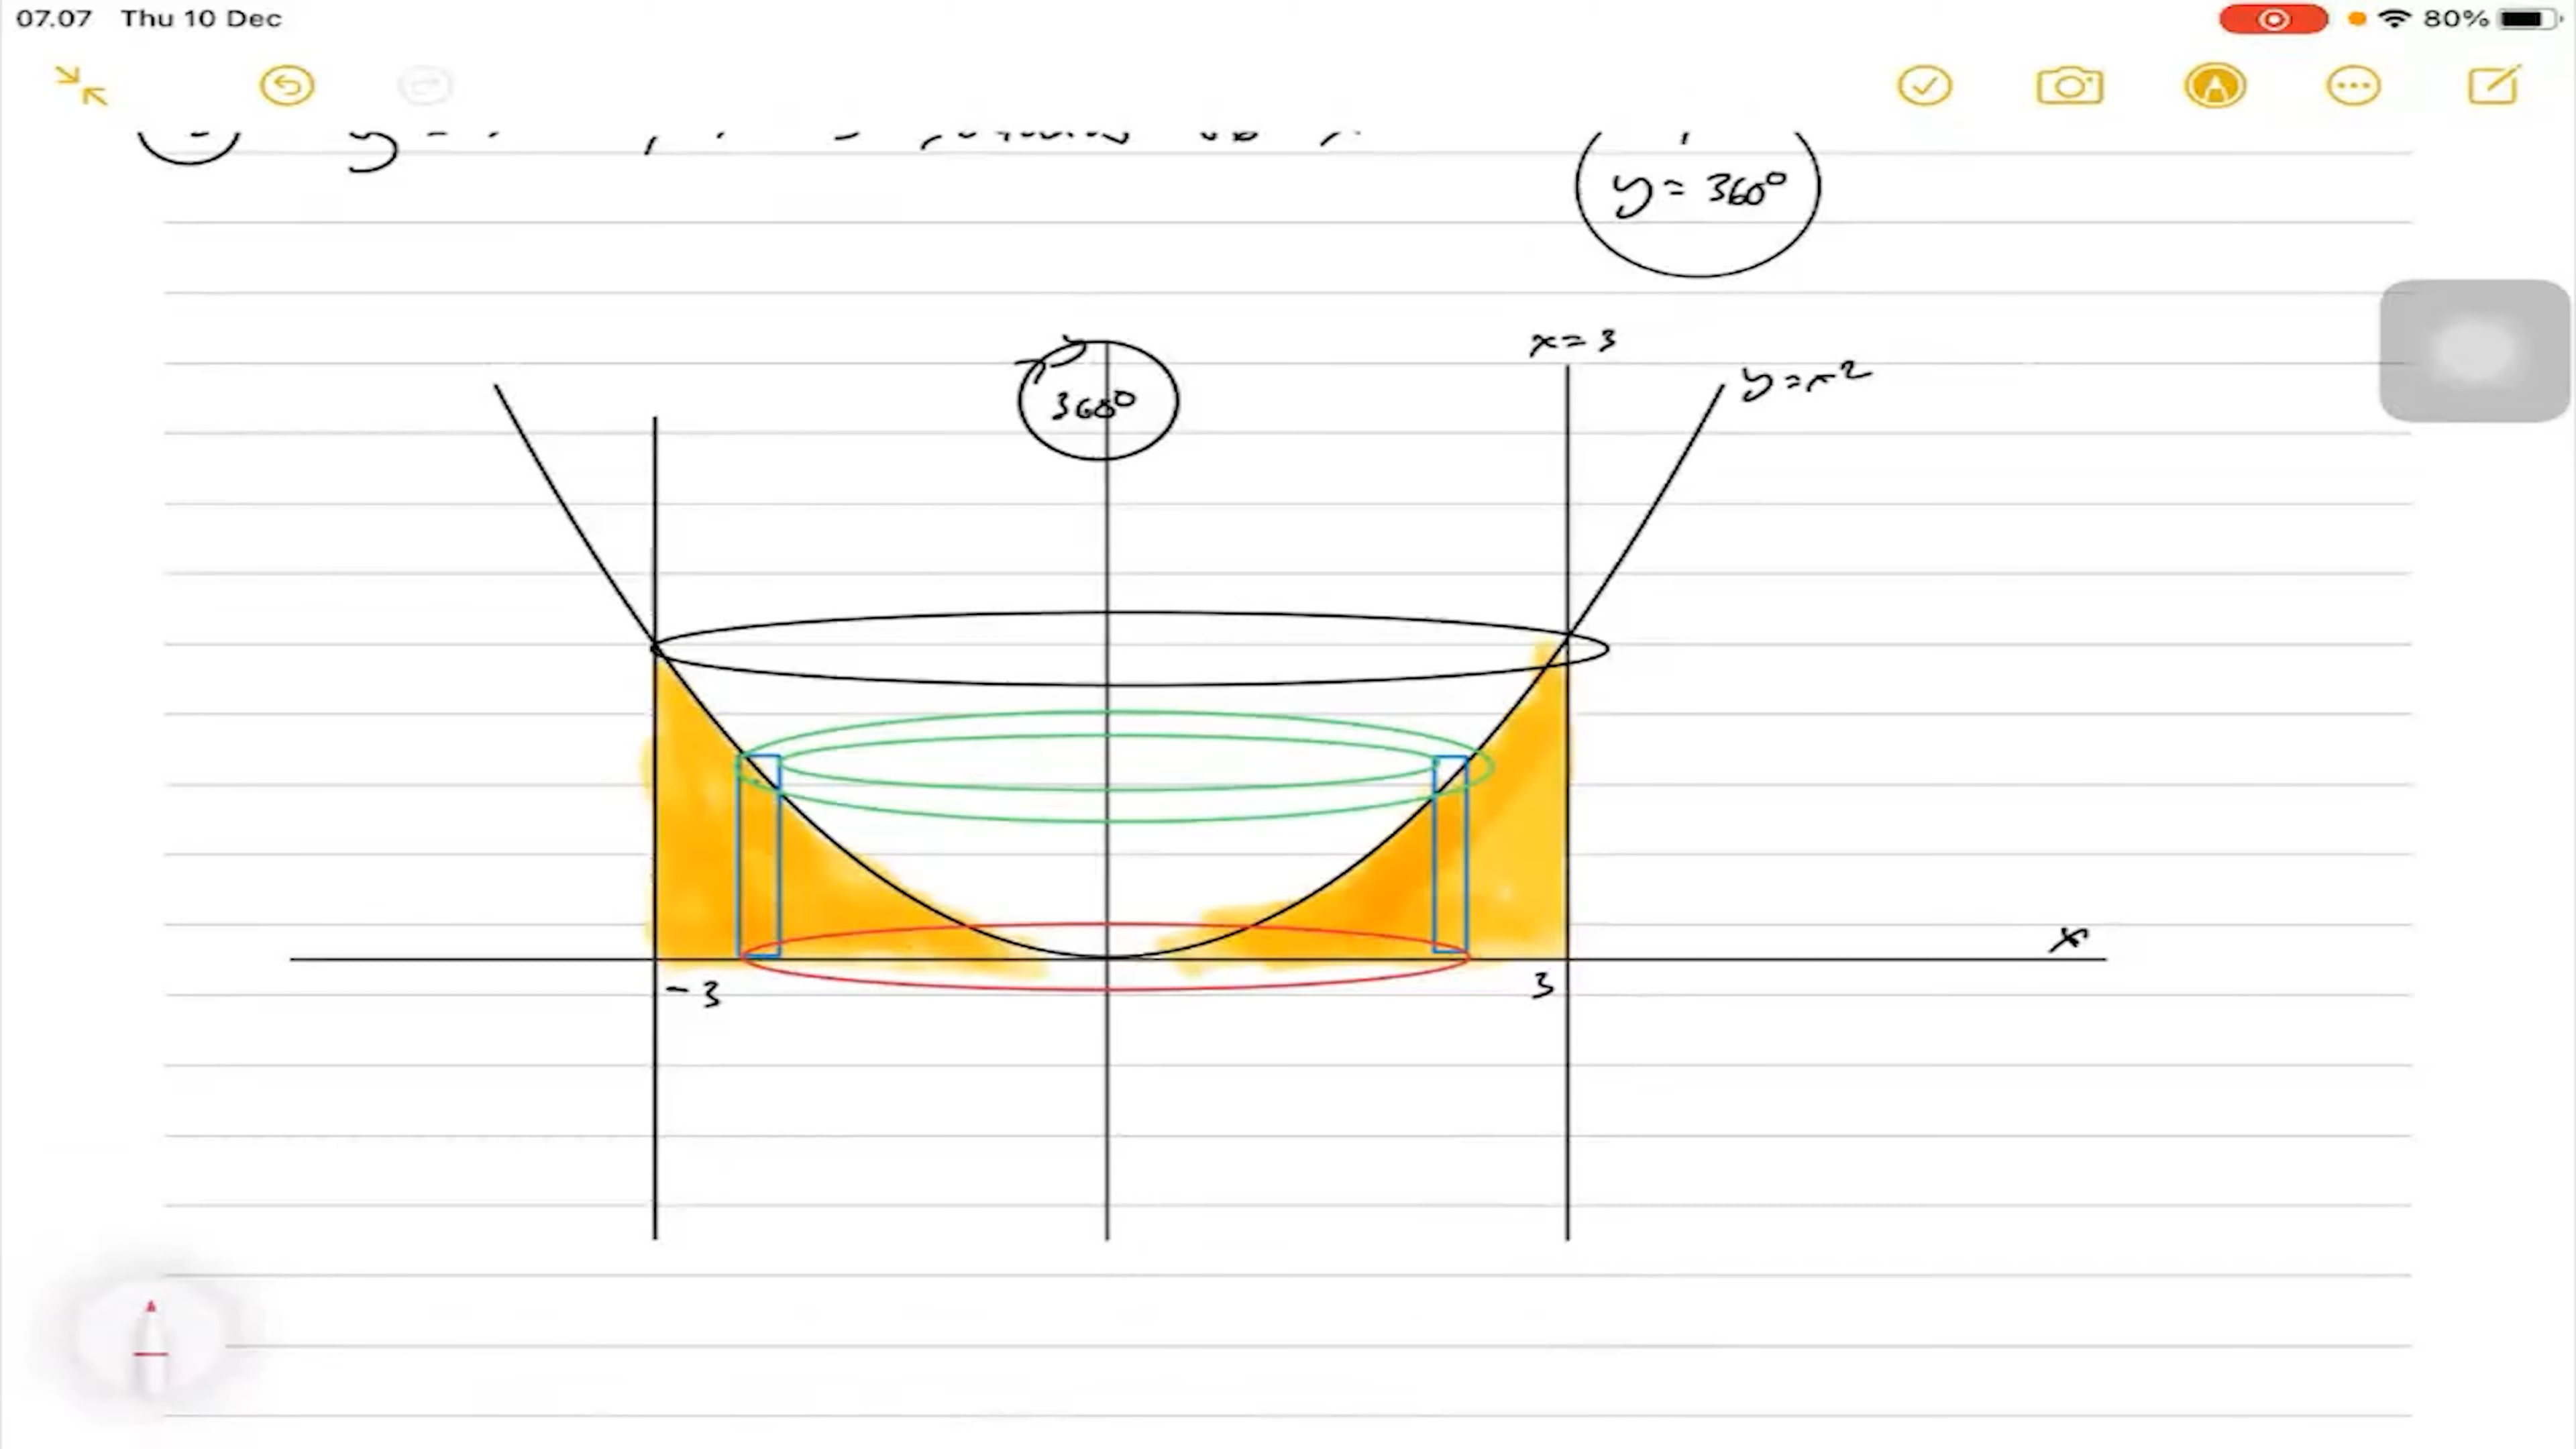 07.07 Thu 10 Dec
80%
y = 360°
x = 3
y = x²
360°
x
- 3
3